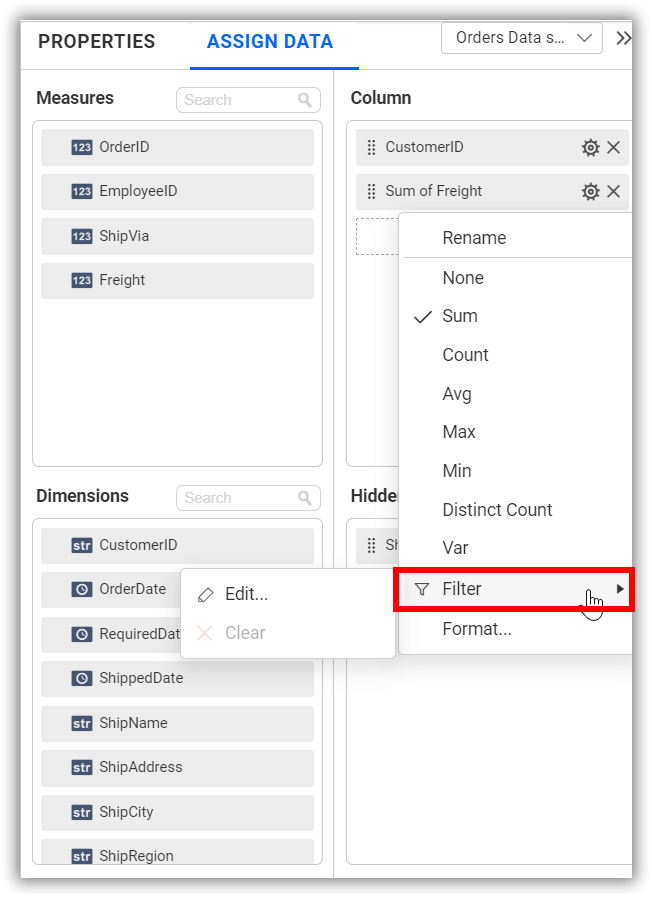 PROPERTIES
ASSIGN DATA
Orders Data s...
Measures
Search
123 OrderID
123 EmployeeID
123 ShipVia
123 Freight
Column
CustomerID
Sum of Freight
Rename
None
Sum
Count
Avg
Max
Min
Distinct Count
Var
Filter
Format...
Edit...
Clear
Dimensions
Search
str CustomerID
OrderDate
RequiredDat
ShippedDate
str ShipName
str ShipAddress
str ShipCity
str ShipRegion
Hidde
Sh